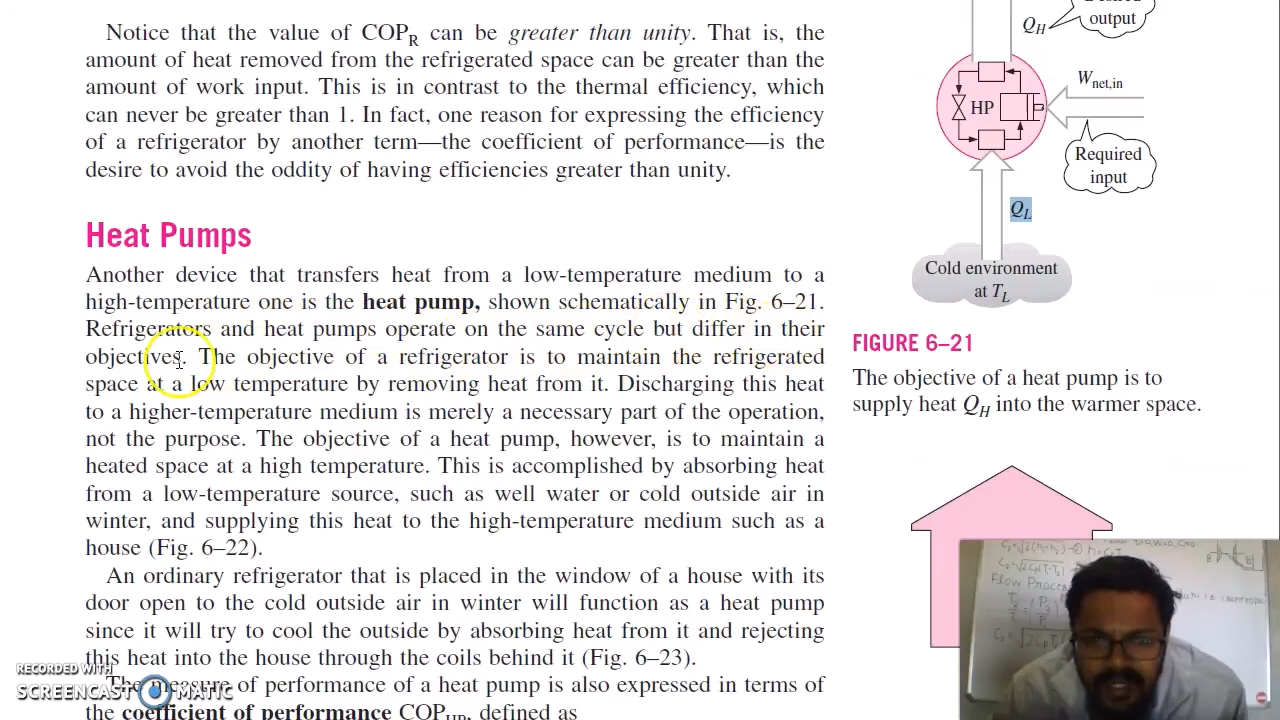 Notice that the value of COPR can be greater than unity. That is, the
amount of heat removed from the refrigerated space can be greater than the
amount of work input. This is in contrast to the thermal efficiency, which
can never be greater than 1. In fact, one reason for expressing the efficiency
of a refrigerator by another term—the coefficient of performance—is the
desire to avoid the oddity of having efficiencies greater than unity.
Heat Pumps
Another device that transfers heat from a low-temperature medium to a
high-temperature one is the heat pump, shown schematically in Fig. 6–21.
Refrigerators and heat pumps operate on the same cycle but differ in their
objectives. The objective of a refrigerator is to maintain the refrigerated
space at a low temperature by removing heat from it. Discharging this heat
to a higher-temperature medium is merely a necessary part of the operation,
not the purpose. The objective of a heat pump, however, is to maintain a
heated space at a high temperature. This is accomplished by absorbing heat
from a low-temperature source, such as well water or cold outside air in
winter, and supplying this heat to the high-temperature medium such as a
house (Fig. 6–22).
An ordinary refrigerator that is placed in the window of a house with its
door open to the cold outside air in winter will function as a heat pump
since it will try to cool the outside by absorbing heat from it and rejecting
this heat into the house through the coils behind it (Fig. 6–23).
The measure of performance of a heat pump is also expressed in terms of
the coefficient of performance COPHP, defined as
output
QH
Wnet,in
HP
Required
input
QL
Cold environment
at TL
FIGURE 6–21
The objective of a heat pump is to
supply heat QH into the warmer space.
RECORDED WITH
SCREENCAST MATIC